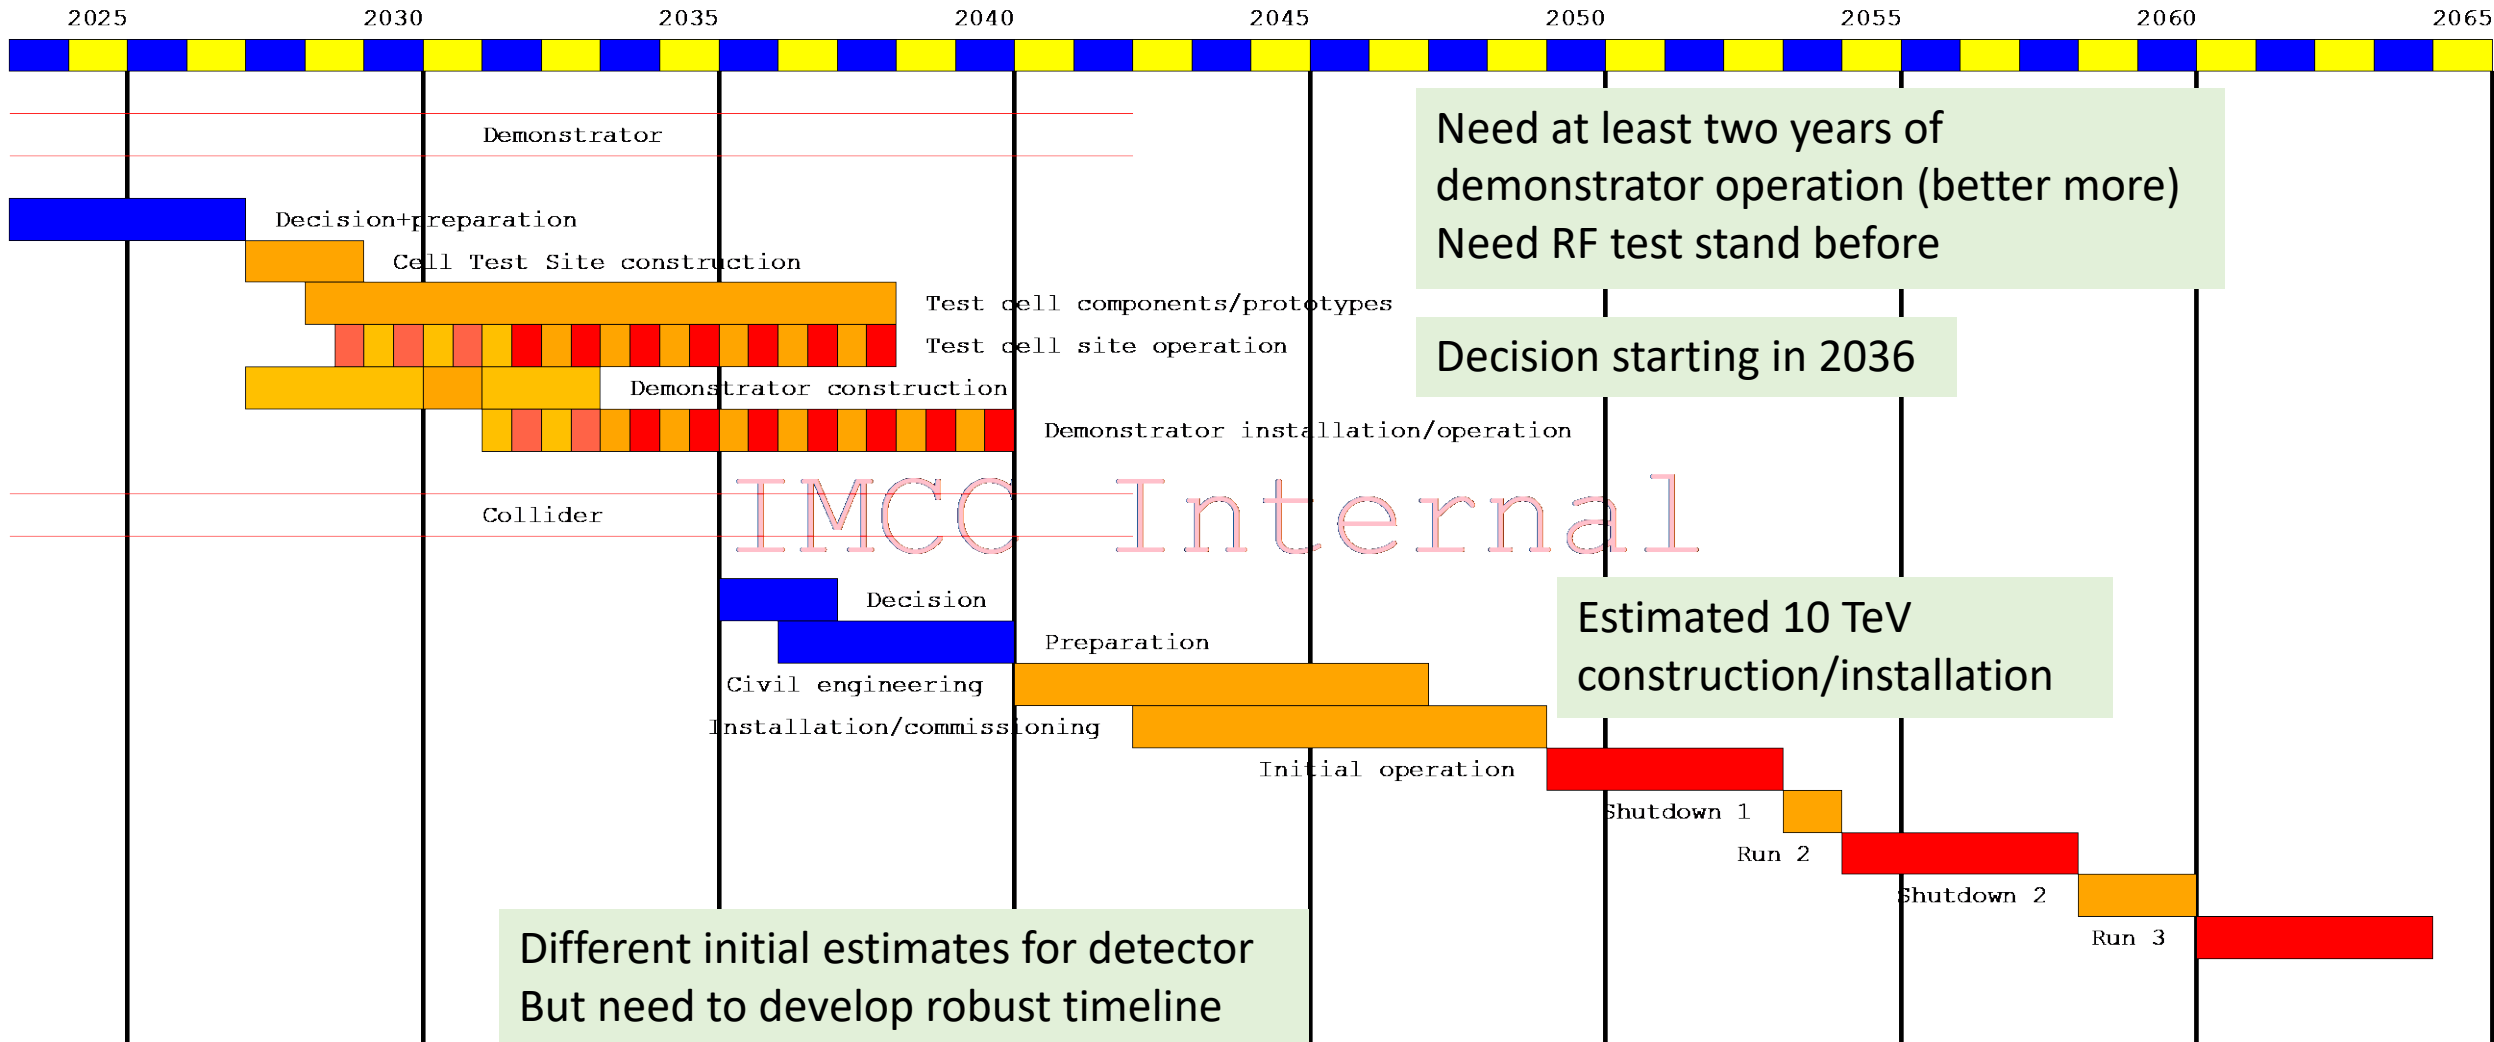 2025 2030 2035 2040 2045 2050 2055 2060 2065
Demonstrator
Need at least two years of
demonstrator operation (better more)
Need RF test stand before
Decision+preparation
Cell Test Site construction
Test cell components/prototypes
Test cell site operation
Decision starting in 2036
Demonstrator construction
Demonstrator installation/operation
IMCC Internal
Collider
Decision
Preparation
Estimated 10 TeV
construction/installation
Civil engineering
Installation/commissioning
Initial operation
Shutdown 1
Run 2
Shutdown 2
Run 3
Different initial estimates for detector
But need to develop robust timeline